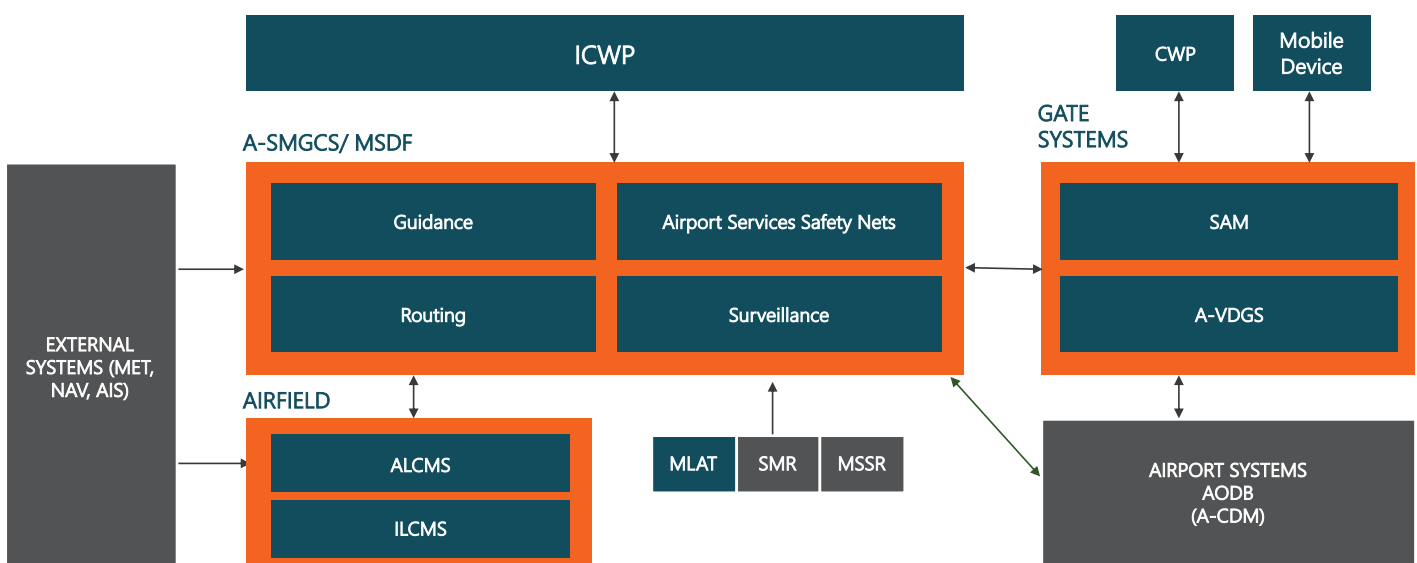 ICWP
CWP
Mobile
Device
A-SMGCS/ MSDF
GATE
SYSTEMS
Guidance
Airport Services Safety Nets
SAM
Routing
Surveillance
A-VDGS
EXTERNAL
SYSTEMS (MET,
NAV, AIS)
AIRFIELD
ALCMS
ILCMS
MLAT
SMR
MSSR
AIRPORT SYSTEMS
AODB
(A-CDM)